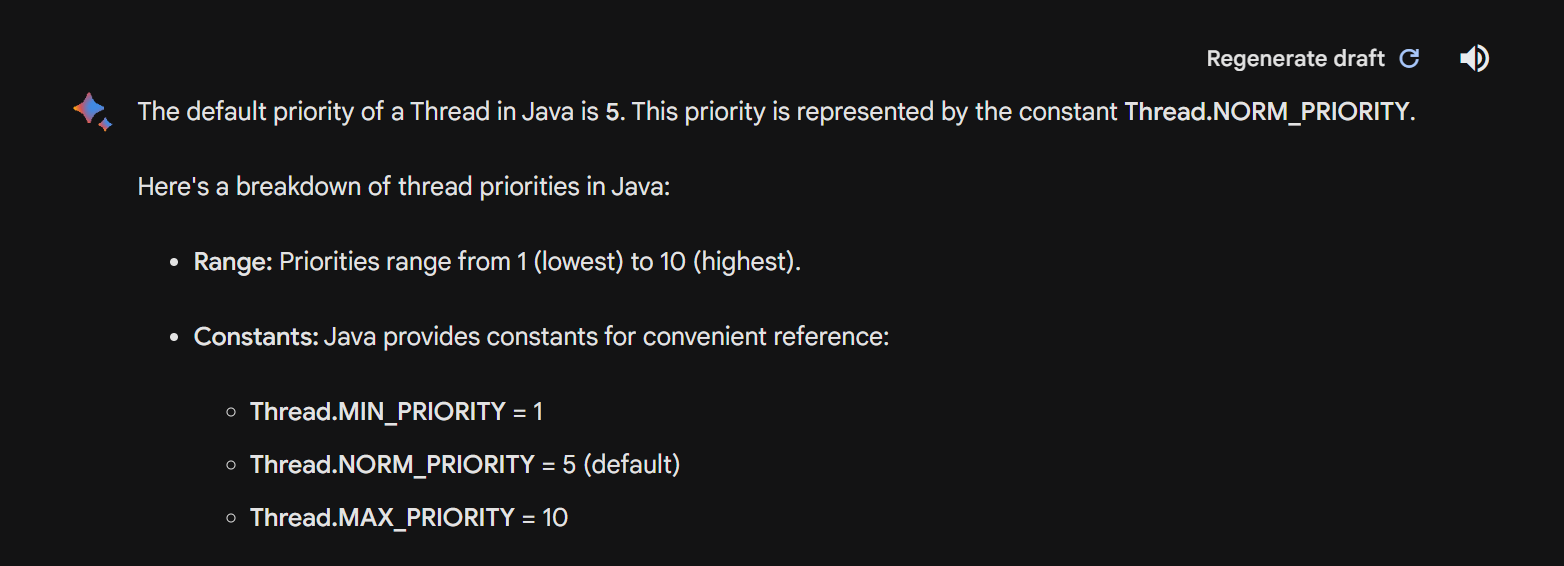 Regenerate draft
The default priority of a Thread in Java is 5. This priority is represented by the constant Thread.NORM_PRIORITY.
Here's a breakdown of thread priorities in Java:
• Range: Priorities range from 1 (lowest) to 10 (highest).
• Constants: Java provides constants for convenient reference:
○ Thread.MIN_PRIORITY = 1
○ Thread.NORM_PRIORITY = 5 (default)
○ Thread.MAX_PRIORITY = 10